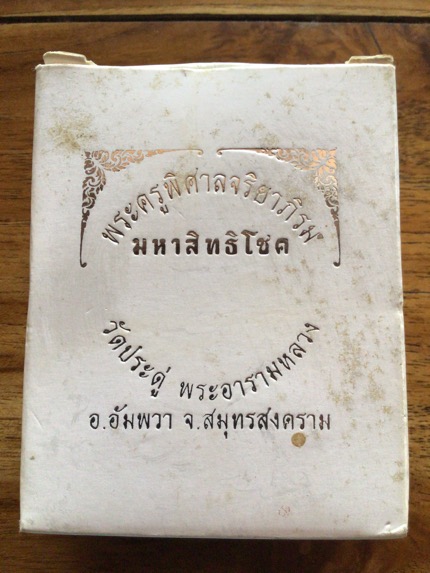 พระครูพิศาลจริยาภิรม
มหาสิทธิโชค
วัดประดู่ พระอารามหลวง
อ.อัมพวา จ.สมุทรสงคราม